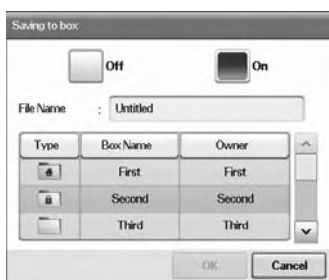 Saving to box
Off On
File Name : Untitled
Type Box Name Owner
First First
Second Second
Third Third
OK Cancel